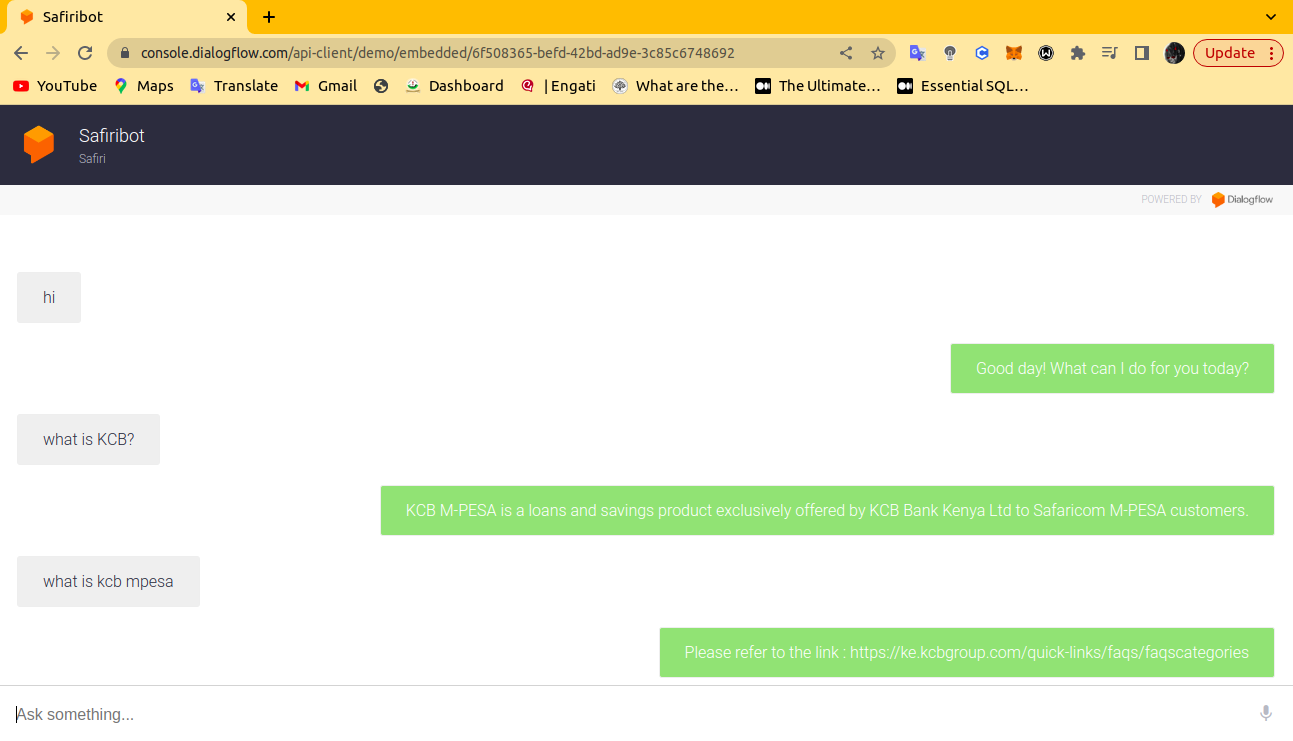 Safiribot
console.dialogflow.com/api-client/demo/embedded/6f508365-befd-42bd-ad9e-3c85c6748692
Update
YouTube Maps Translate Gmail Dashboard | Engati What are the... The Ultimate... Essential SQL...
Safiribot
Safiri
POWERED BY Dialogflow
hi
Good day! What can I do for you today?
what is KCB?
KCB M-PESA is a loans and savings product exclusively offered by KCB Bank Kenya Ltd to Safaricom M-PESA customers.
what is kcb mpesa
Please refer to the link : https://ke.kcbgroup.com/quick-links/faqs/faqscategories
Ask something...